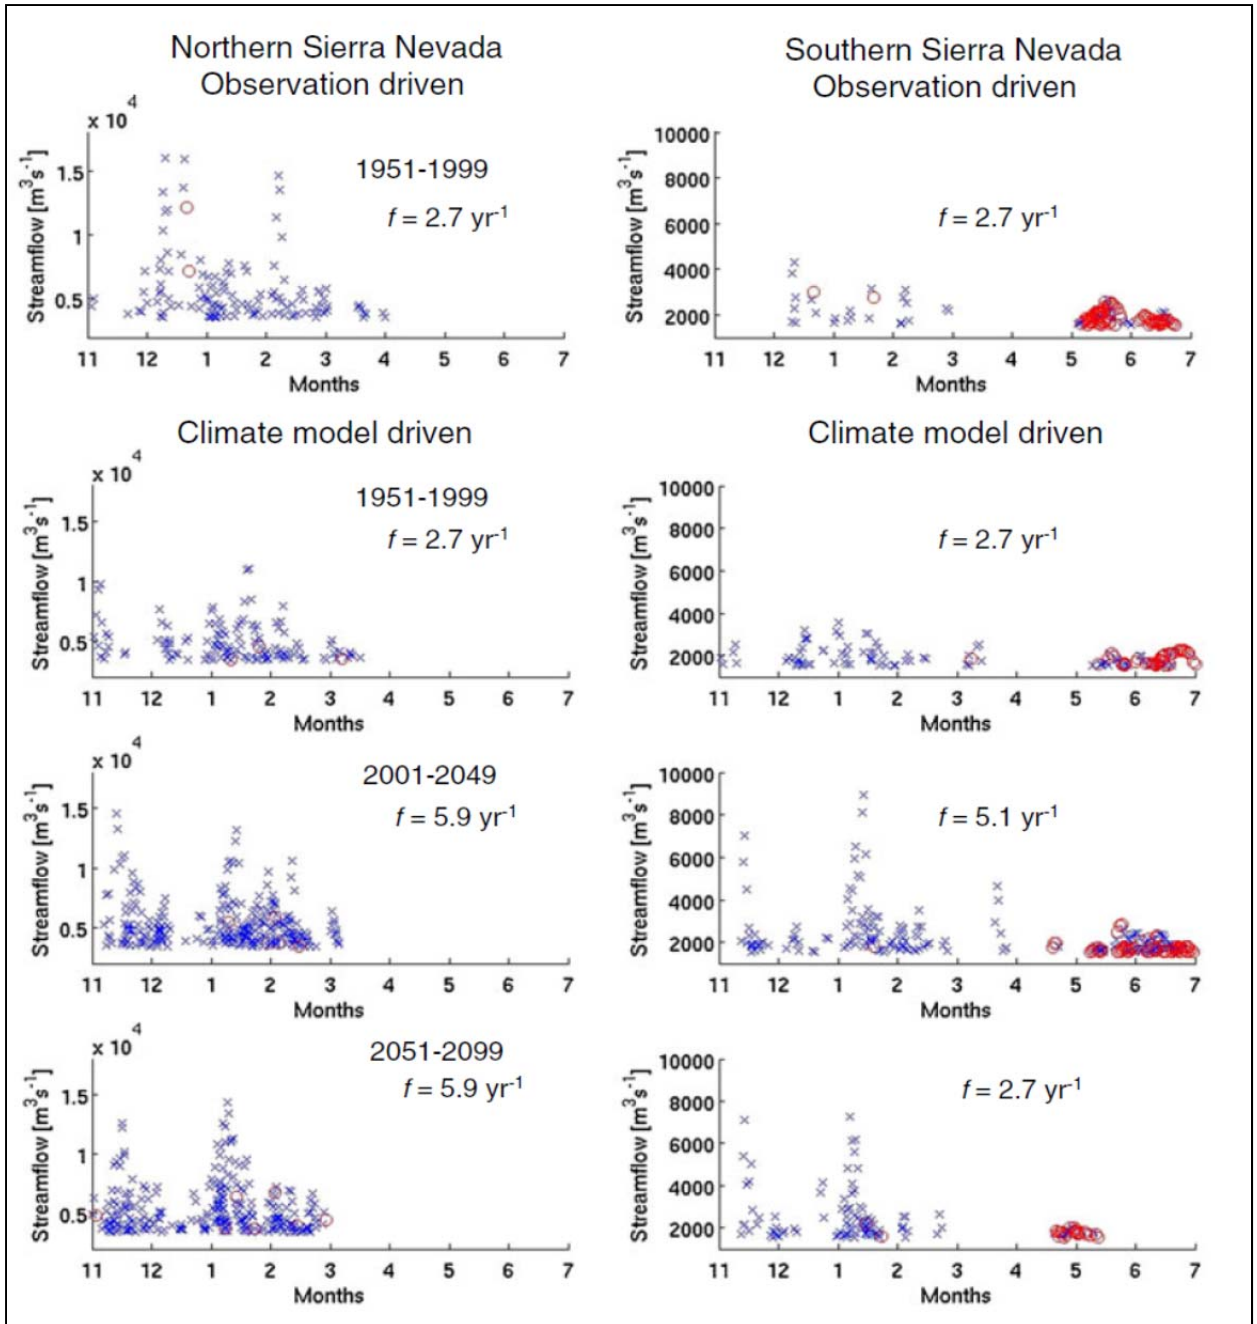 Northern Sierra Nevada
Observation driven
x 10⁴
Streamflow [m³s⁻¹]
1.5
1
0.5
1951-1999
f = 2.7 yr⁻¹
11 12 1 2 3 4 5 6 7
Months
Southern Sierra Nevada
Observation driven
Streamflow [m³s⁻¹]
10000
8000
6000
4000
2000
f = 2.7 yr⁻¹
11 12 1 2 3 4 5 6 7
Months
Climate model driven
x 10⁴
Streamflow [m³s⁻¹]
1.5
1
0.5
1951-1999
f = 2.7 yr⁻¹
11 12 1 2 3 4 5 6 7
Months
Climate model driven
Streamflow [m³s⁻¹]
10000
8000
6000
4000
2000
f = 2.7 yr⁻¹
11 12 1 2 3 4 5 6 7
Months
x 10⁴
Streamflow [m³s⁻¹]
1.5
1
0.5
2001-2049
f = 5.9 yr⁻¹
11 12 1 2 3 4 5 6 7
Months
Streamflow [m³s⁻¹]
10000
8000
6000
4000
2000
f = 5.1 yr⁻¹
11 12 1 2 3 4 5 6 7
Months
x 10⁴
Streamflow [m³s⁻¹]
1.5
1
0.5
2051-2099
f = 5.9 yr⁻¹
11 12 1 2 3 4 5 6 7
Months
Streamflow [m³s⁻¹]
10000
8000
6000
4000
2000
f = 2.7 yr⁻¹
11 12 1 2 3 4 5 6 7
Months